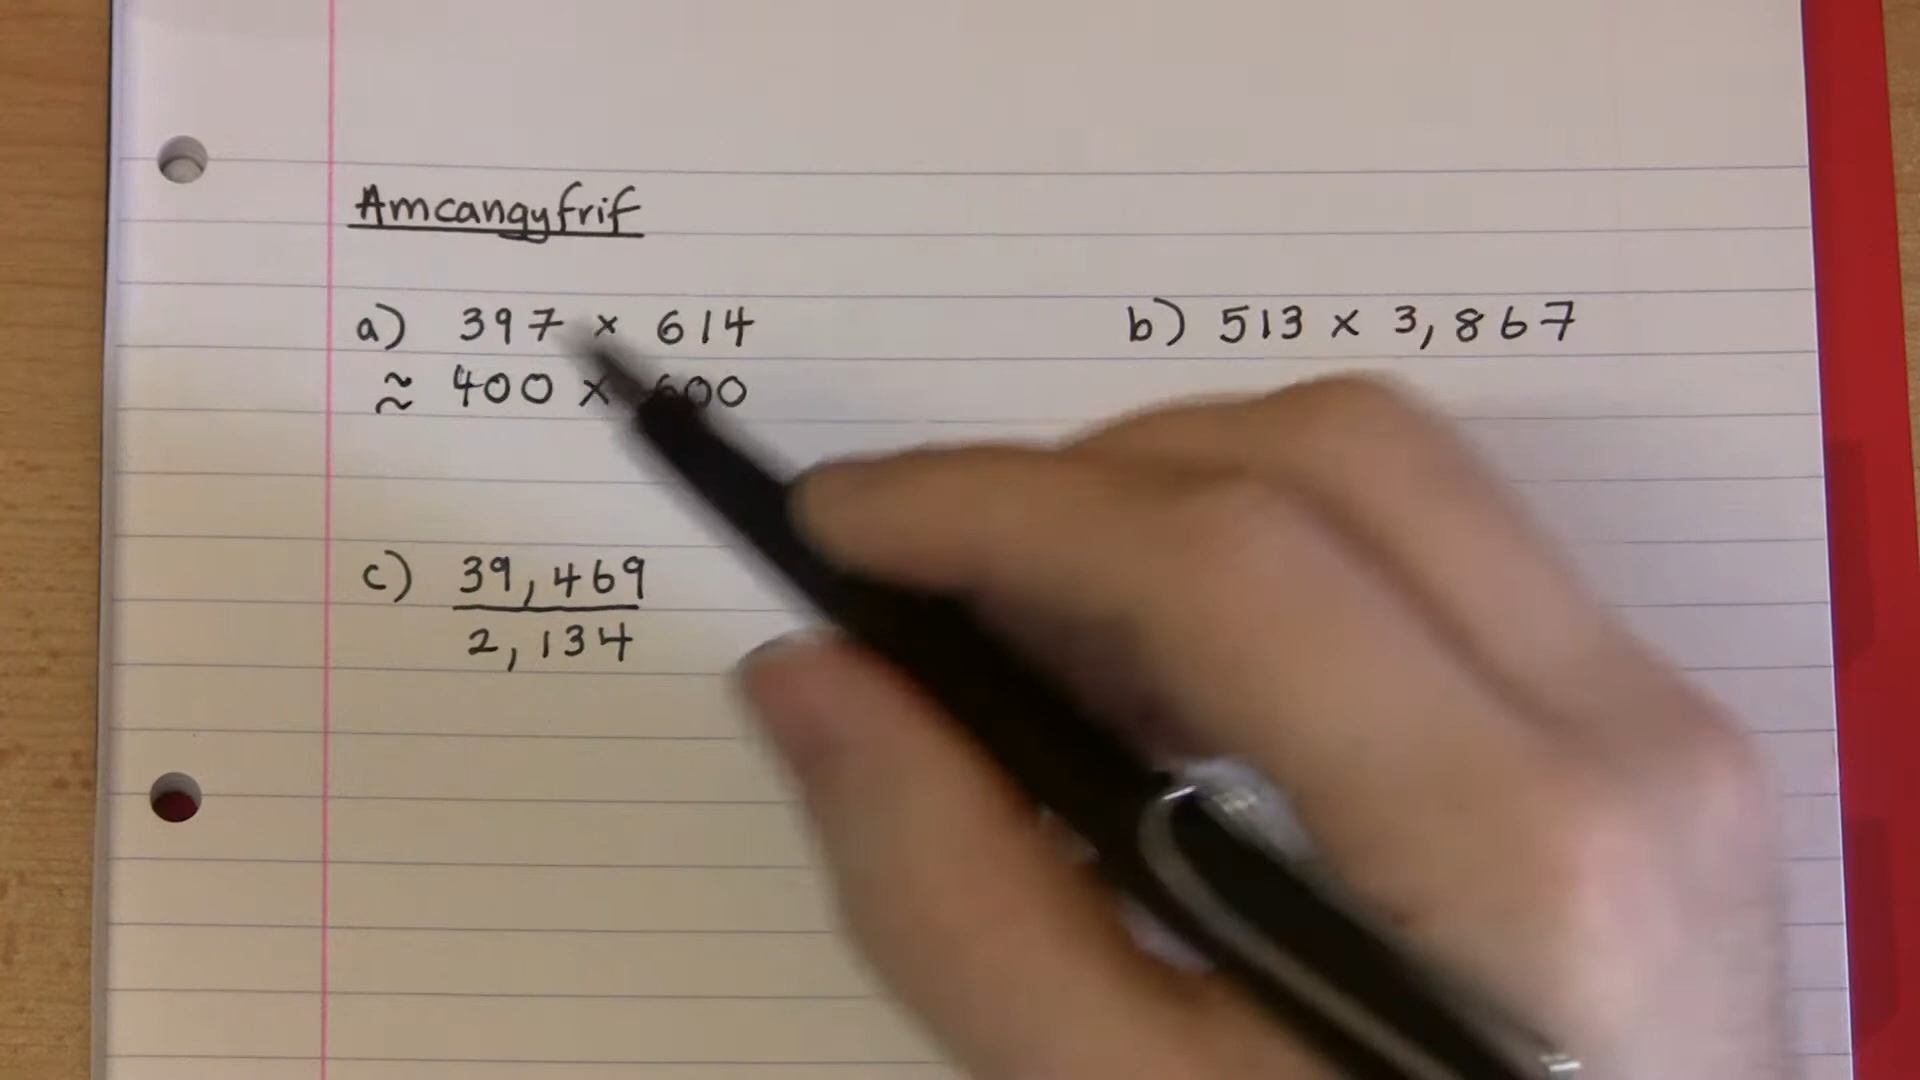 Amcangyfrif
a) 397 × 614
≈ 400 × 600
b) 513 × 3,867
c) 39,469
2,134